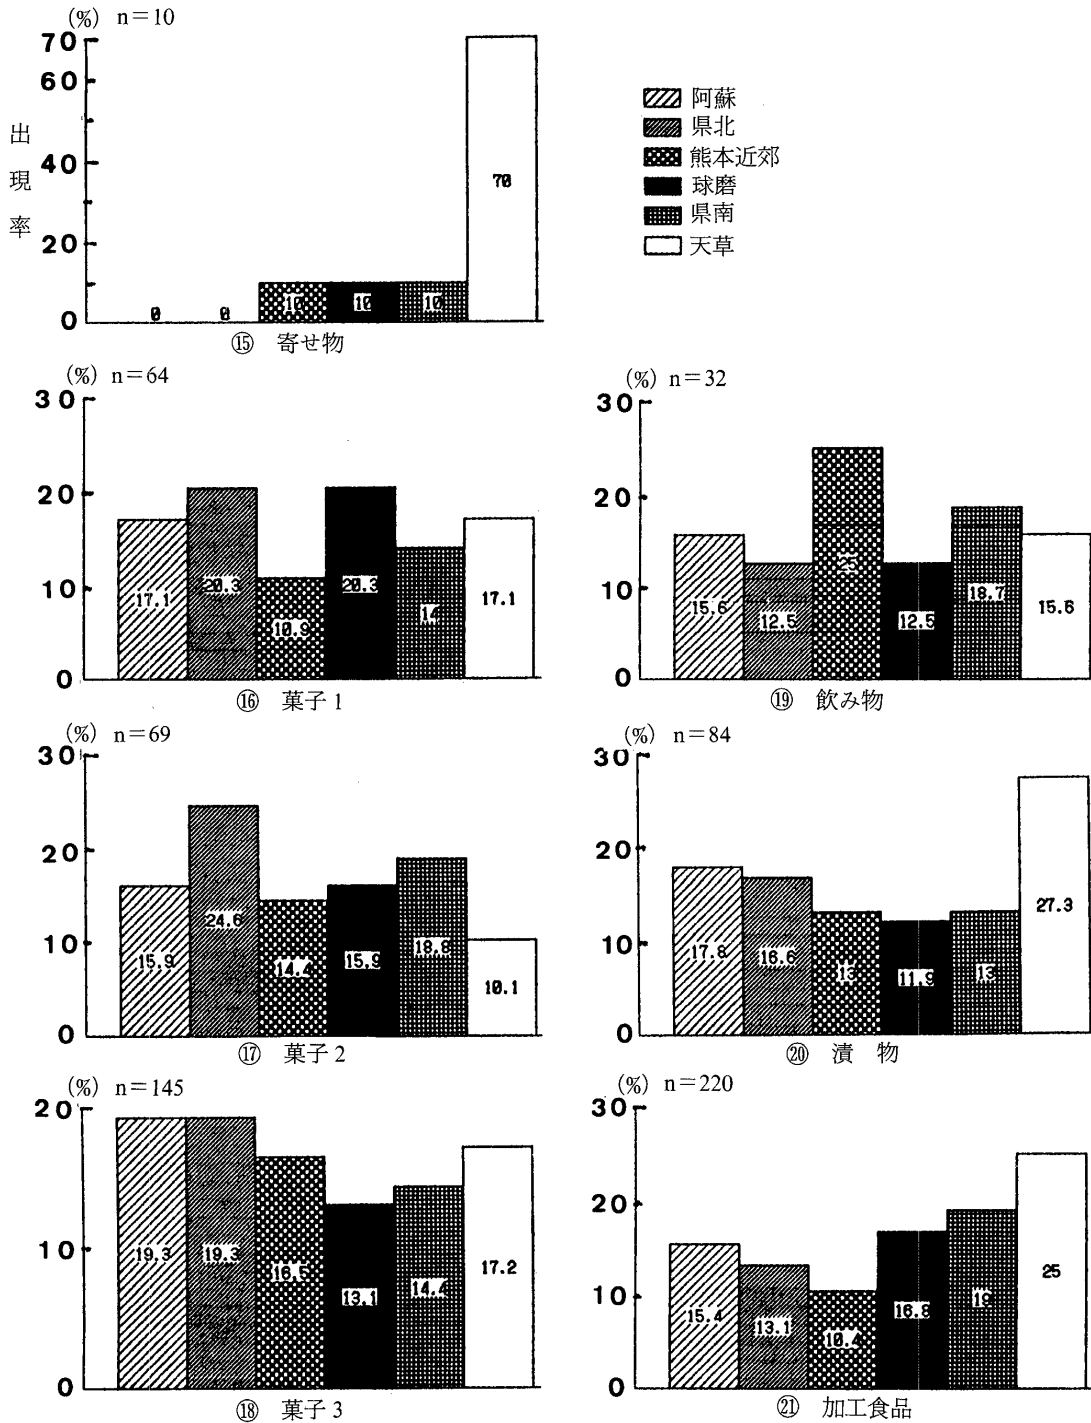 (%) n=10
70
60
40
20
0
出現率
0 0 10 10 10 70
⑮ 寄せ物
阿蘇
県北
熊本近郊
球磨
県南
天草
(%) n=64
30
20
10
0
17.1 20.3 10.9 20.3 14 17.1
⑯ 菓子1
(%) n=32
30
20
10
0
15.6 12.5 25 12.5 18.7 15.6
⑲ 飲み物
(%) n=69
30
20
10
0
15.9 24.6 14.4 15.9 18.8 10.1
⑰ 菓子2
(%) n=84
30
20
10
0
17.8 16.6 13 11.9 13 27.3
⑳ 漬 物
(%) n=145
20
10
0
19.3 19.3 16.5 13.1 14.4 17.2
⑱ 菓子3
(%) n=220
30
20
10
0
15.4 13.1 10.4 16.8 19 25
㉑ 加工食品